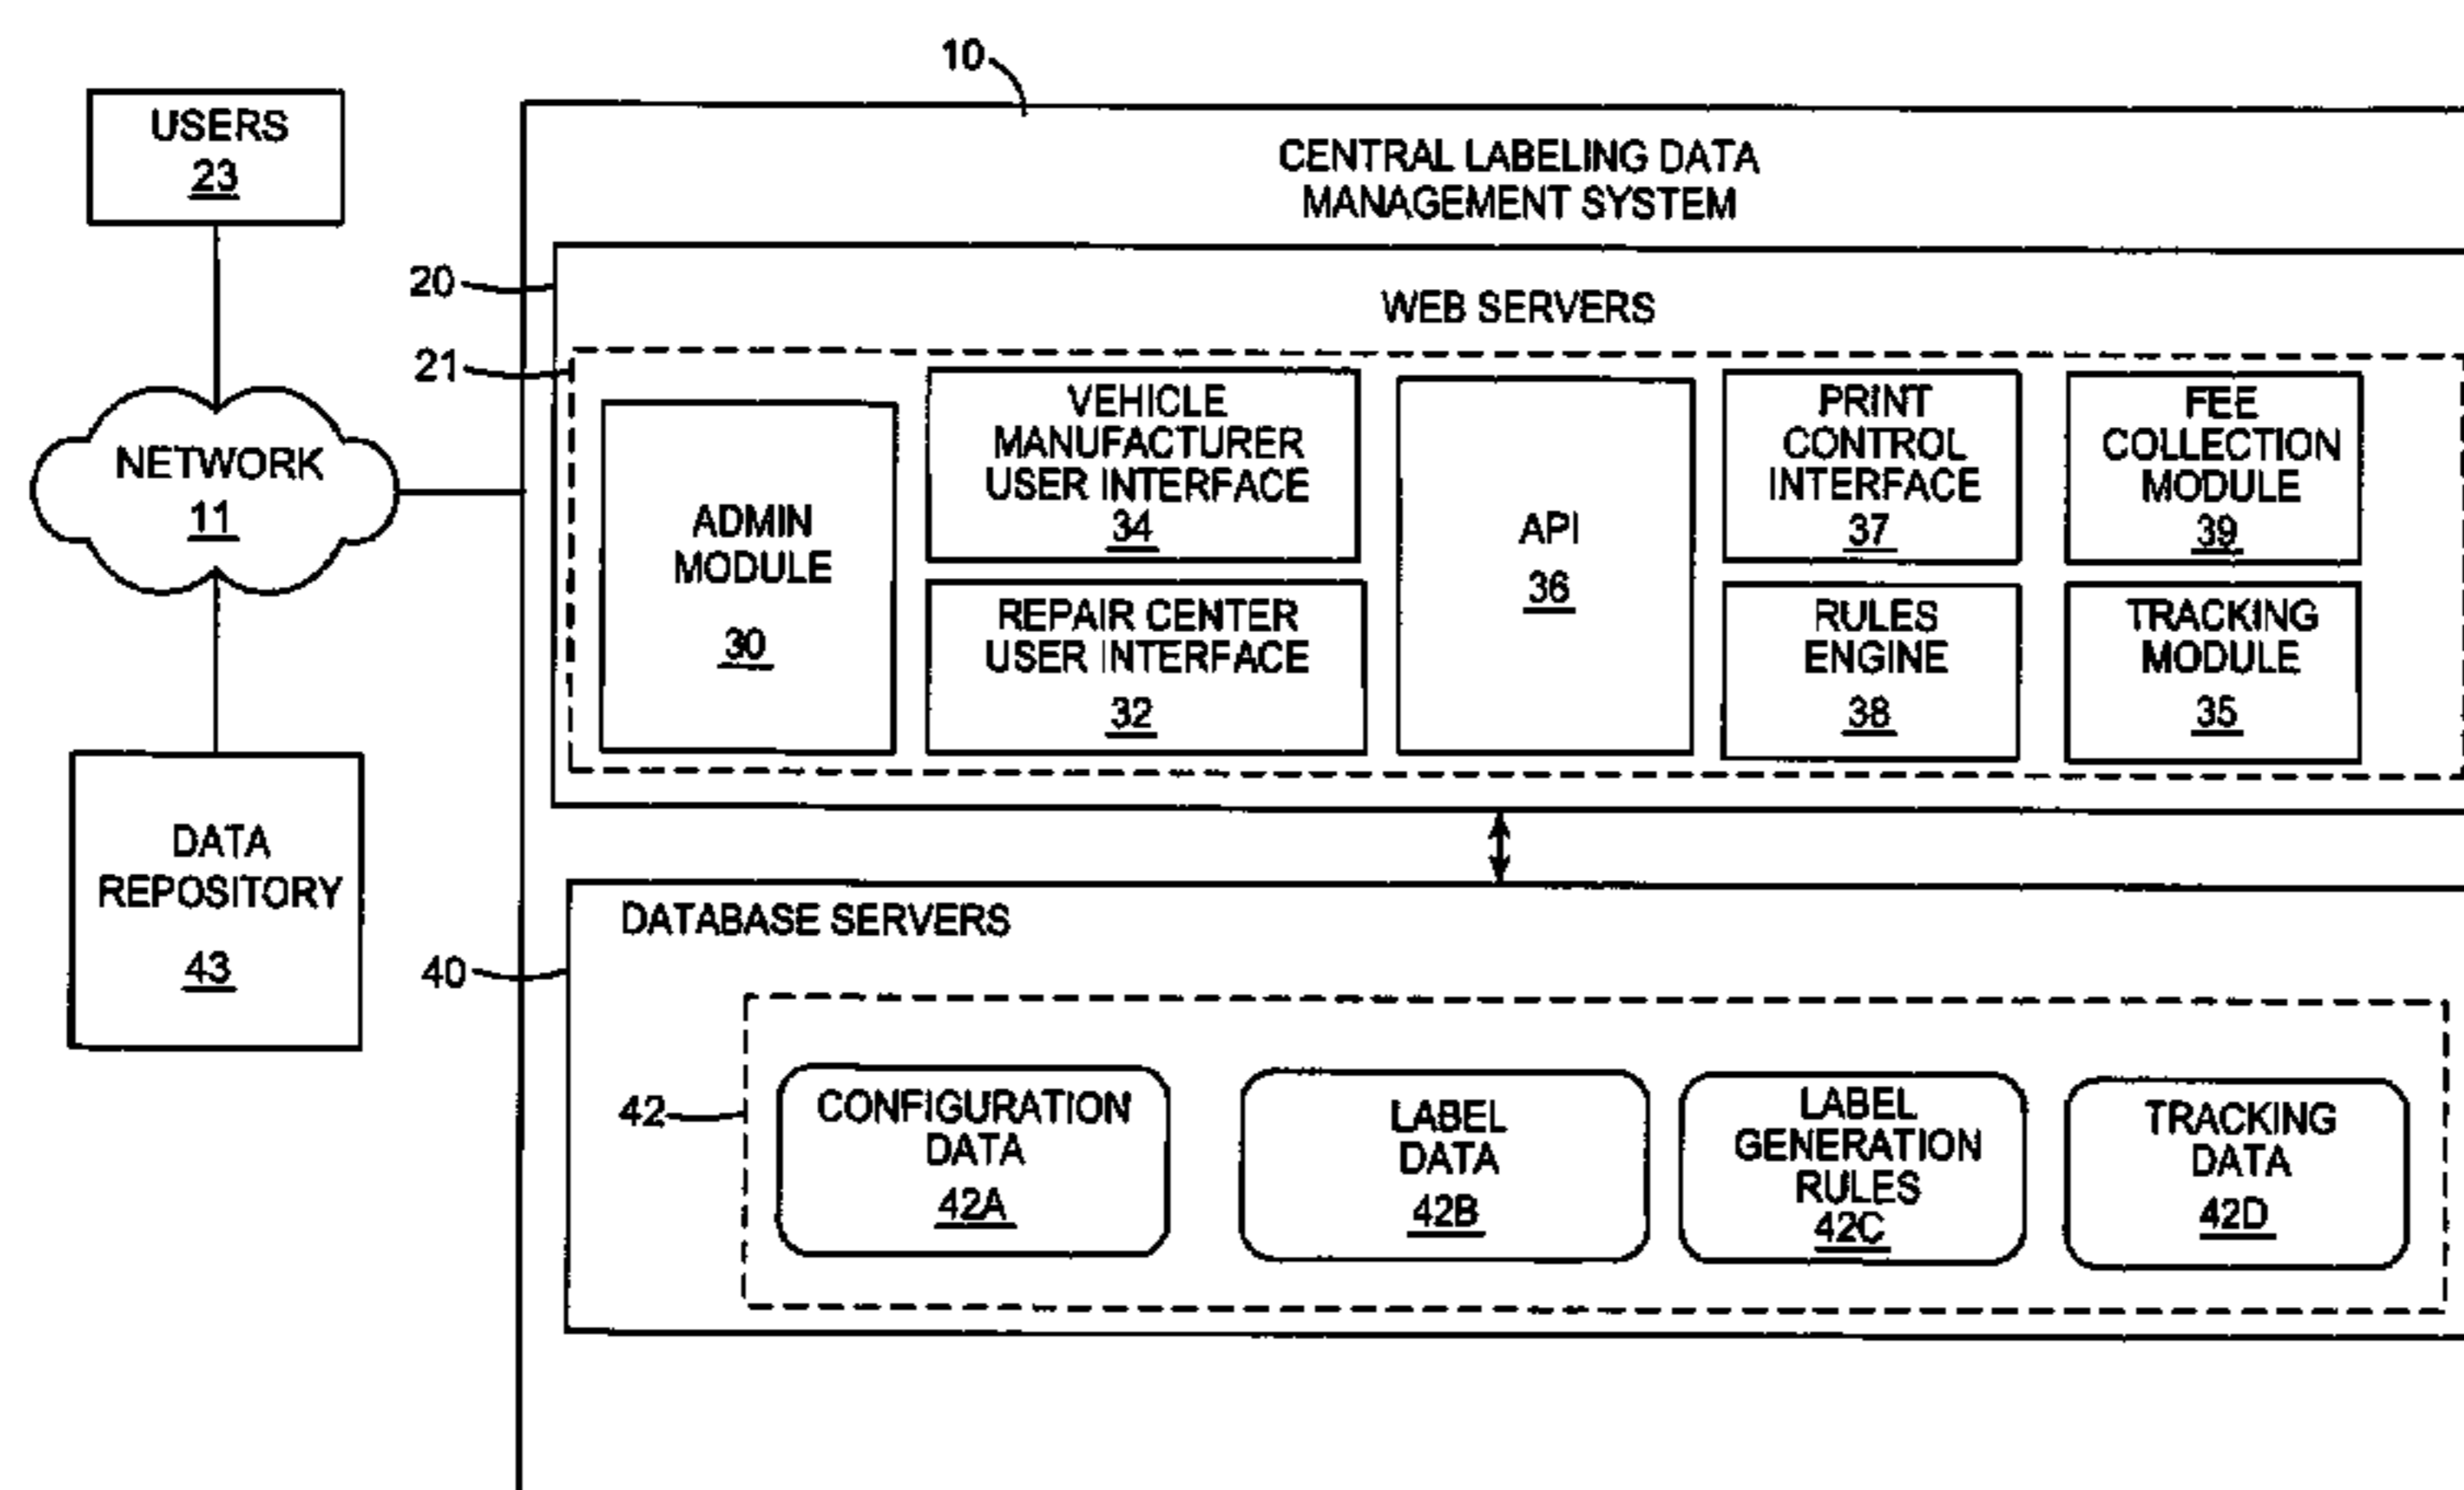 10
USERS
23
CENTRAL LABELING DATA
MANAGEMENT SYSTEM
20
WEB SERVERS
21
NETWORK
11
ADMIN
MODULE
30
VEHICLE
MANUFACTURER
USER INTERFACE
34
REPAIR CENTER
USER INTERFACE
32
API
36
PRINT
CONTROL
INTERFACE
37
RULES
ENGINE
38
FEE
COLLECTION
MODULE
39
TRACKING
MODULE
35
DATA
REPOSITORY
43
DATABASE SERVERS
40
42
CONFIGURATION
DATA
42A
LABEL
DATA
42B
LABEL
GENERATION
RULES
42C
TRACKING
DATA
42D